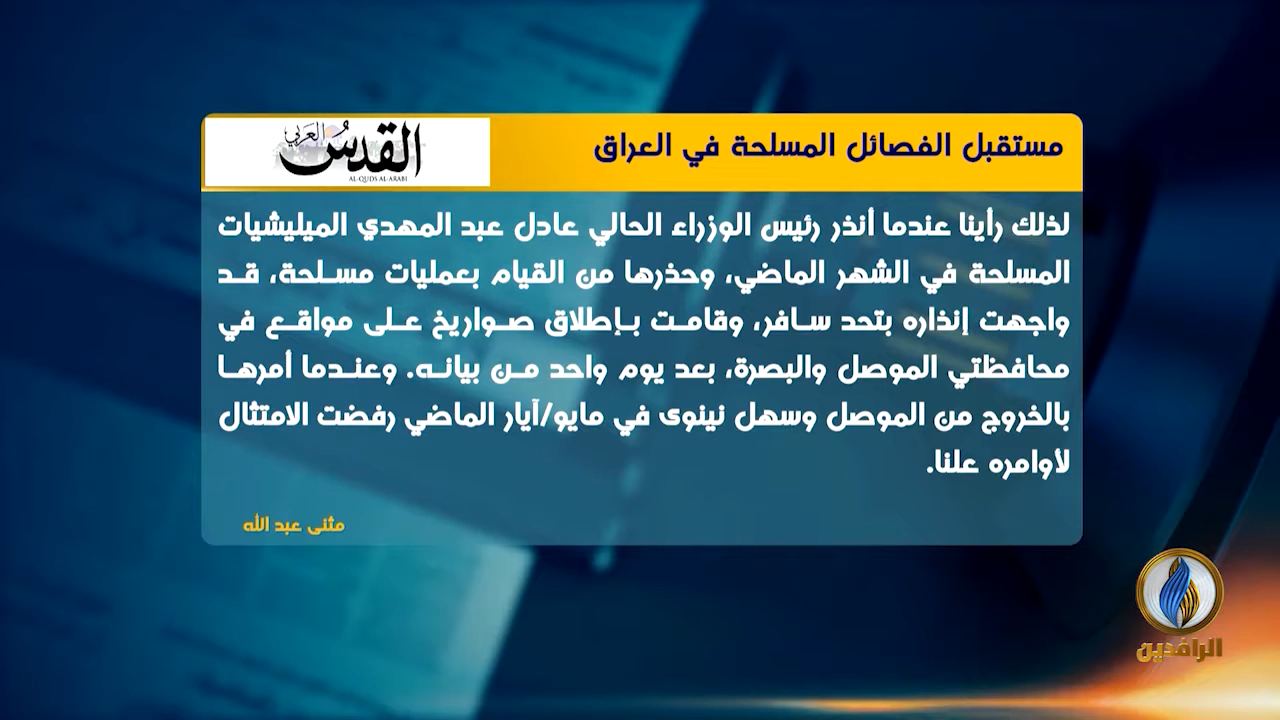 مستقبل الفصائل المسلحة في العراق
القدس العربي
AL-QUDS AL-ARABI
لذلك رأينا عندما أنذر رئيس الوزراء الحالي عادل عبد المهدي الميليشيات
المسلحة في الشهر الماضي، وحذرها من القيام بعمليات مسلحة، قد
واجهت إنذاره بتحد سافر، وقامت بإطلاق صواريخ على مواقع في
محافظتي الموصل والبصرة، بعد يوم واحد من بيانه. وعندما أمرها
بالخروج من الموصل وسهل نينوى في مايو/آيار الماضي رفضت الامتثال
لأوامره علنا.
مثنى عبد الله
الرافدين